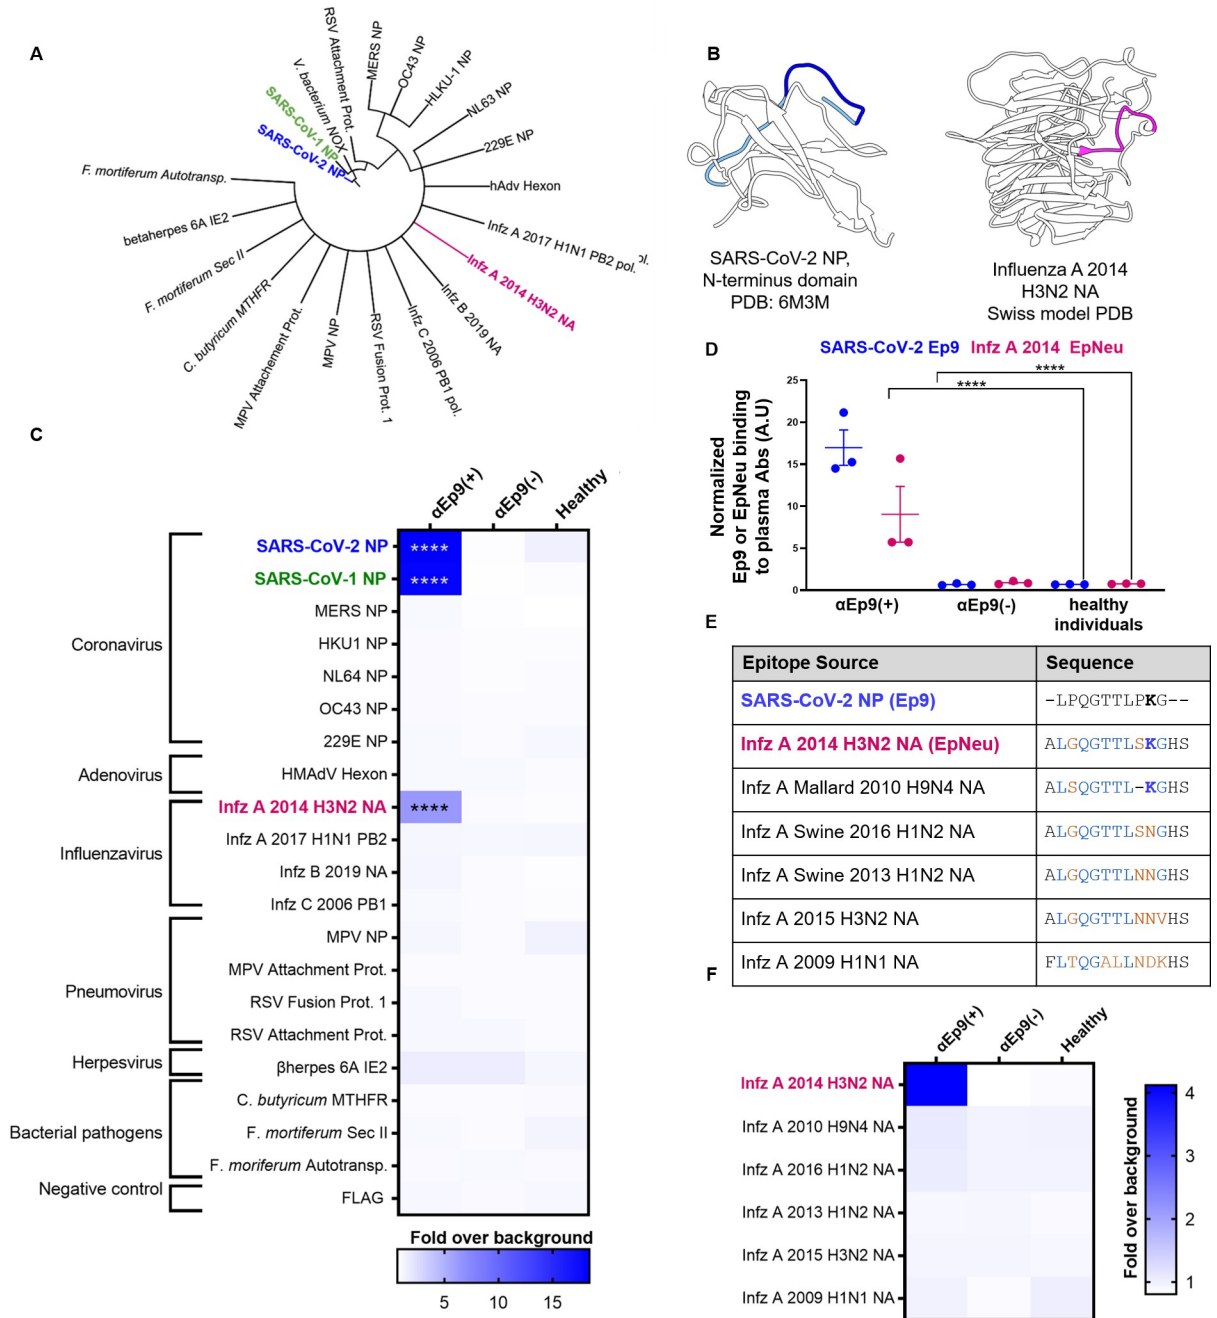 A
RSV Attachment Prot.
MERS NP
OC43 NP
HLKU-1 NP
NL63 NP
229E NP
hAdv Hexon
Infz A 2017 H1N1 PB2 pol.
ol.
Infz A 2014 H3N2 NA
Infz B 2019 NA
Infz C 2006 PB1 pol.
RSV Fusion Prot. 1
MPV NP
MPV Attachement Prot.
C. butyricum MTHFR
F. mortiferum Sec II
betaherpes 6A IE2
F. mortiferum Autotransp.
SARS-CoV-2 NP
SARS-CoV-1 NP
V. bacterium NOX
B
SARS-CoV-2 NP,
N-terminus domain
PDB: 6M3M
Influenza A 2014
H3N2 NA
Swiss model PDB
C
αEp9(+)
αEp9(-)
Healthy
Coronavirus
Adenovirus
Influenzavirus
Pneumovirus
Herpesvirus
Bacterial pathogens
Negative control
SARS-CoV-2 NP
****
SARS-CoV-1 NP
****
MERS NP
HKU1 NP
NL64 NP
OC43 NP
229E NP
HMAdV Hexon
Infz A 2014 H3N2 NA
****
Infz A 2017 H1N1 PB2
Infz B 2019 NA
Infz C 2006 PB1
MPV NP
MPV Attachment Prot.
RSV Fusion Prot. 1
RSV Attachment Prot.
βherpes 6A IE2
C. butyricum MTHFR
F. mortiferum Sec II
F. moriferum Autotransp.
FLAG
Fold over background
5 10 15
D
SARS-CoV-2 Ep9 Infz A 2014 EpNeu
Normalized
Ep9 or EpNeu binding
to plasma Abs (A.U)
25
20
15
10
5
0
****
****
αEp9(+)
αEp9(-)
healthy
individuals
E
Epitope Source Sequence
SARS-CoV-2 NP (Ep9) -LPQGTTLPKG--
Infz A 2014 H3N2 NA (EpNeu) ALGQGTTLSKGHS
Infz A Mallard 2010 H9N4 NA ALSQGTTL-KGHS
Infz A Swine 2016 H1N2 NA ALGQGTTLSNGHS
Infz A Swine 2013 H1N2 NA ALGQGTTLNNGHS
Infz A 2015 H3N2 NA ALGQGTTLNNVHS
Infz A 2009 H1N1 NA FLTQGALLNDKHS
F
αEp9(+)
αEp9(-)
Healthy
Infz A 2014 H3N2 NA
Infz A 2010 H9N4 NA
Infz A 2016 H1N2 NA
Infz A 2013 H1N2 NA
Infz A 2015 H3N2 NA
Infz A 2009 H1N1 NA
Fold over background
4
3
2
1